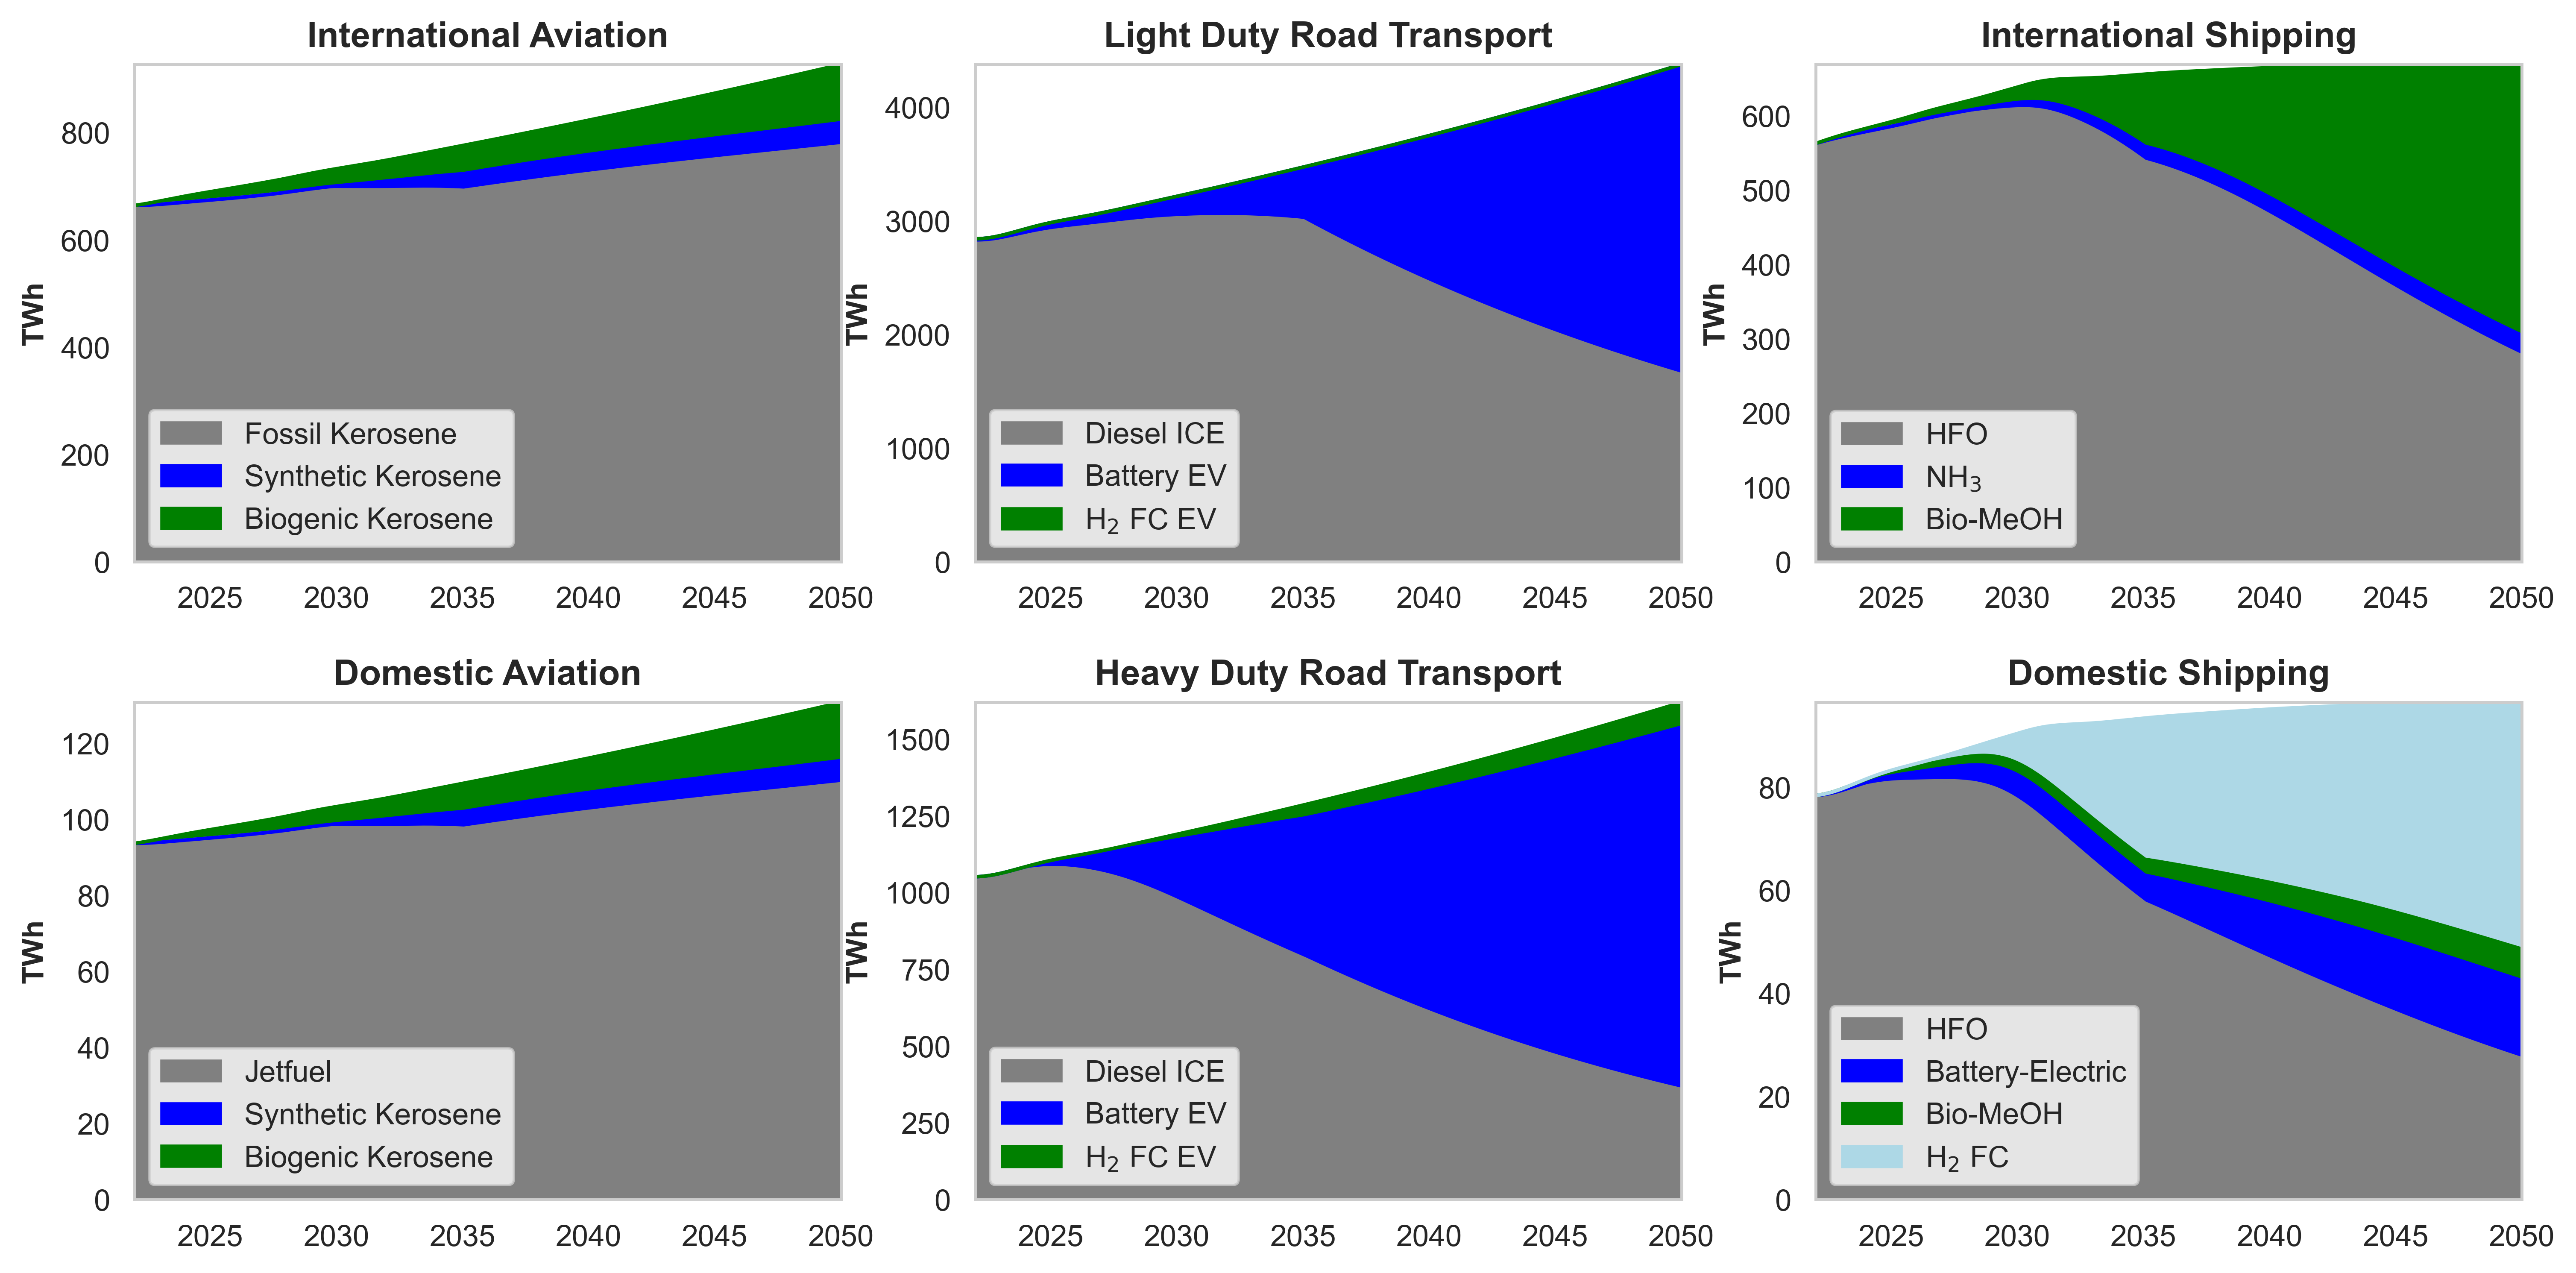 International Aviation
TWh
800
600
400
200
0
Fossil Kerosene
Synthetic Kerosene
Biogenic Kerosene
2025 2030 2035 2040 2045 2050
Light Duty Road Transport
TWh
4000
3000
2000
1000
0
Diesel ICE
Battery EV
H₂ FC EV
2025 2030 2035 2040 2045 2050
International Shipping
TWh
600
500
400
300
200
100
0
HFO
NH₃
Bio-MeOH
2025 2030 2035 2040 2045 2050
Domestic Aviation
TWh
120
100
80
60
40
20
0
Jetfuel
Synthetic Kerosene
Biogenic Kerosene
2025 2030 2035 2040 2045 2050
Heavy Duty Road Transport
TWh
1500
1250
1000
750
500
250
0
Diesel ICE
Battery EV
H₂ FC EV
2025 2030 2035 2040 2045 2050
Domestic Shipping
TWh
80
60
40
20
0
HFO
Battery-Electric
Bio-MeOH
H₂ FC
2025 2030 2035 2040 2045 2050